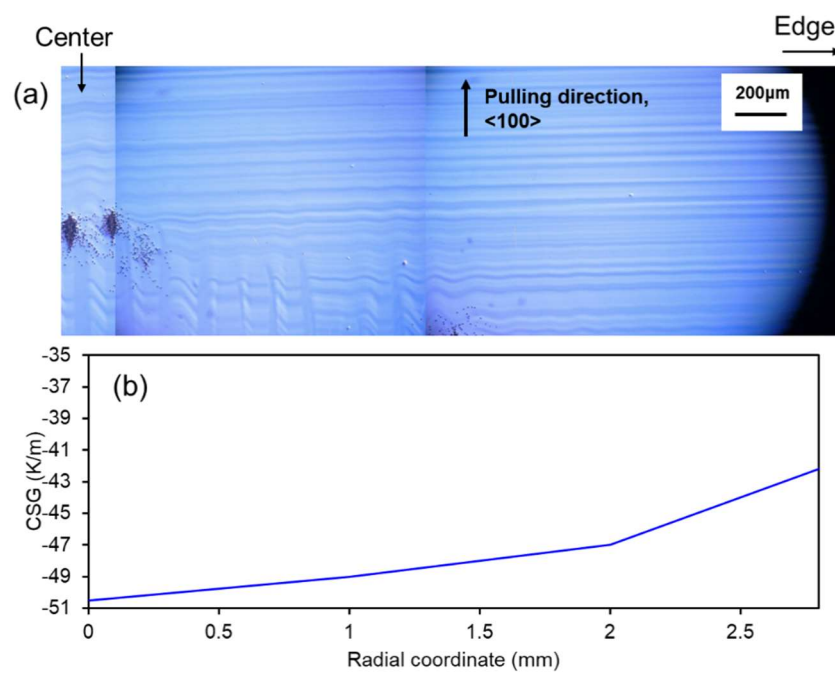 Center
Edge
(a)
Pulling direction,
<100>
200µm
(b)
-35
-37
-39
-41
-43
-45
-47
-49
-51
CSG (K/m)
0
0.5
1
1.5
2
2.5
Radial coordinate (mm)